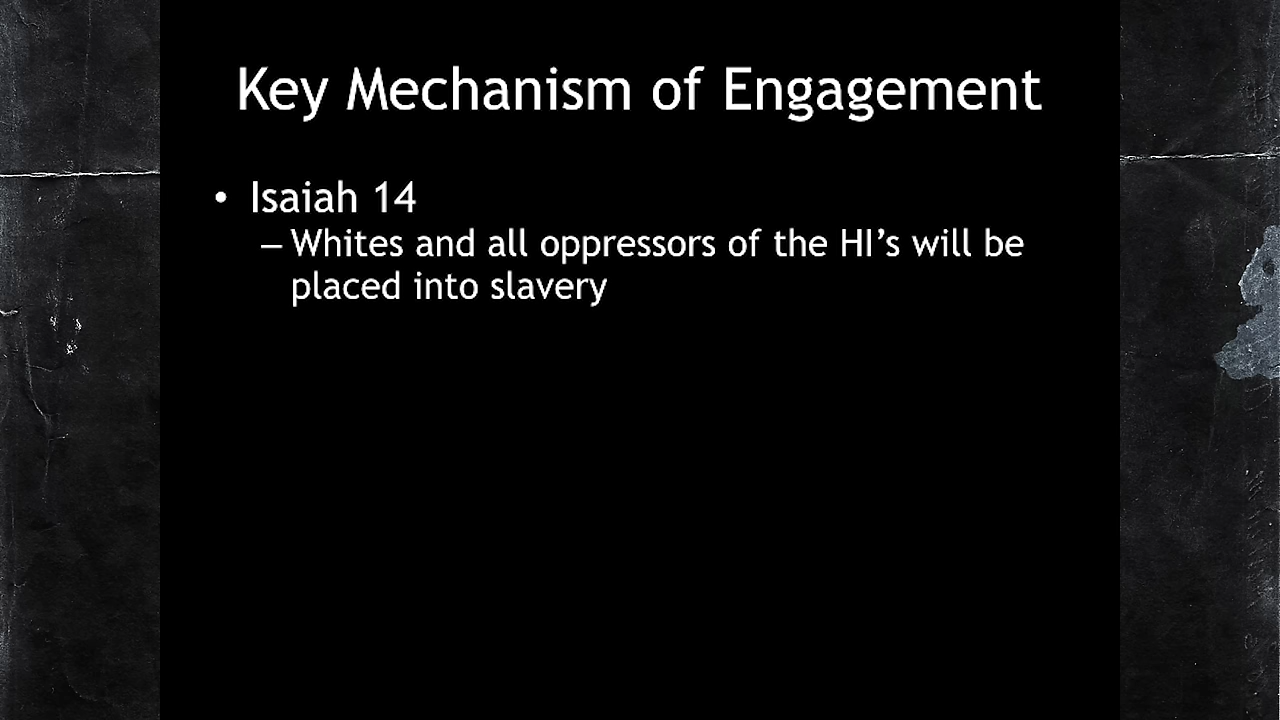 Key Mechanism of Engagement
• Isaiah 14
– Whites and all oppressors of the HI’s will be
placed into slavery